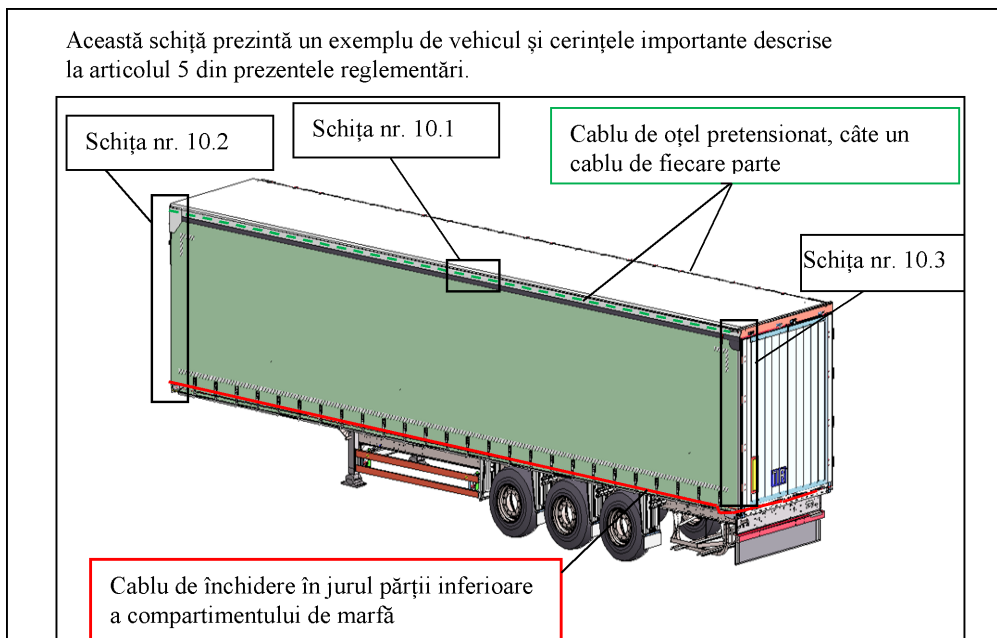 Această schiță prezintă un exemplu de vehicul și cerințele importante descrise
la articolul 5 din prezentele reglementări.
Schița nr. 10.2
Schița nr. 10.1
Cablu de oțel pretensionat, câte un
cablu de fiecare parte
Schița nr. 10.3
Cablu de închidere în jurul părții inferioare
a compartimentului de marfă